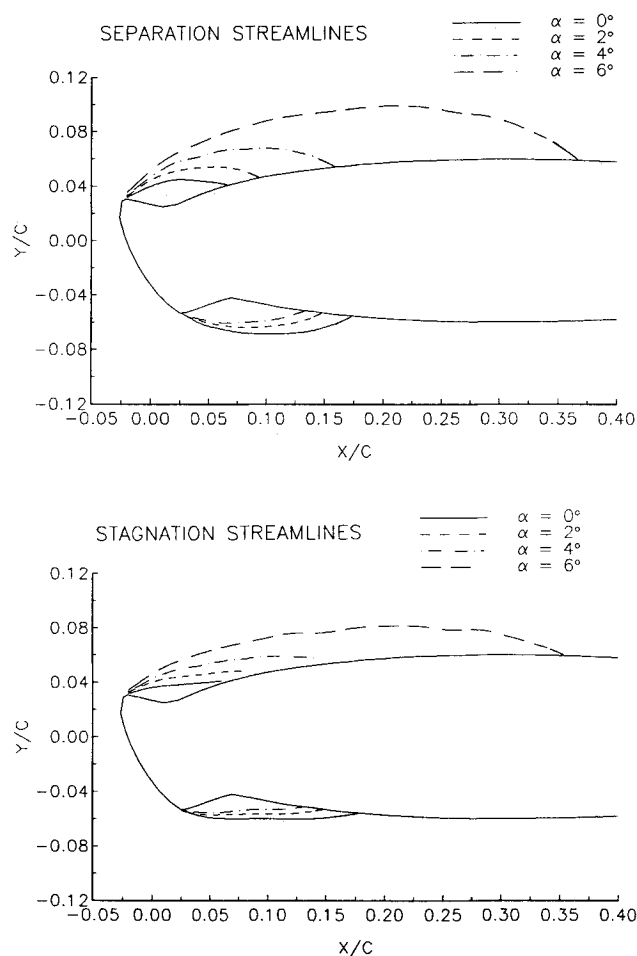 SEPARATION STREAMLINES
α = 0°
α = 2°
α = 4°
α = 6°
0.12
0.08
0.04
0.00
−0.04
−0.08
−0.12
Y/C
−0.05 0.00 0.05 0.10 0.15 0.20 0.25 0.30 0.35 0.40
X/C
STAGNATION STREAMLINES
α = 0°
α = 2°
α = 4°
α = 6°
0.12
0.08
0.04
0.00
−0.04
−0.08
−0.12
Y/C
−0.05 0.00 0.05 0.10 0.15 0.20 0.25 0.30 0.35 0.40
X/C